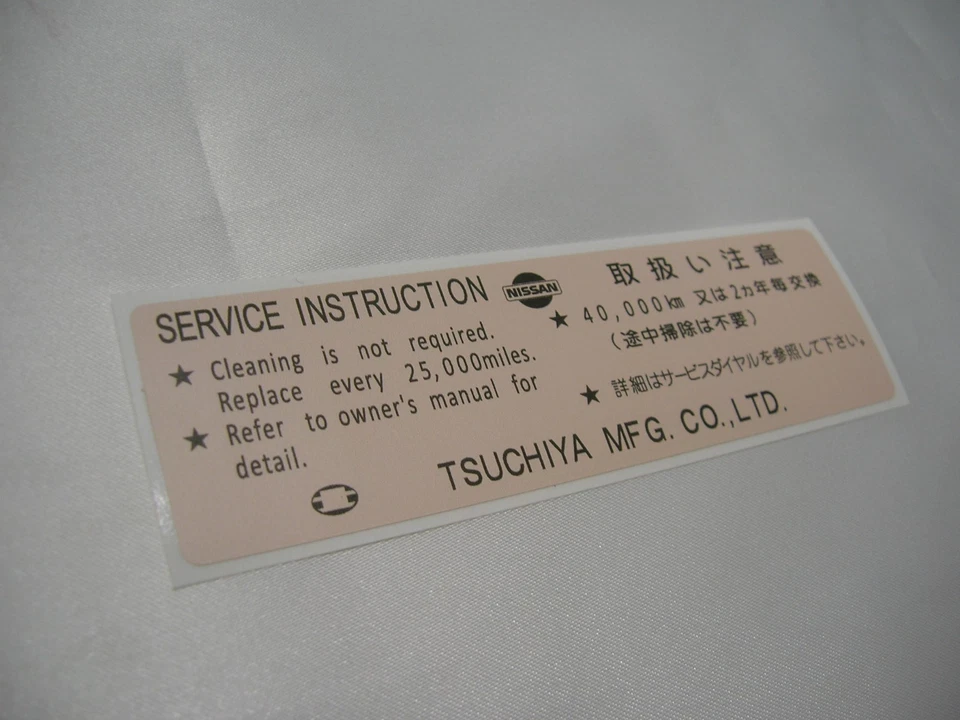 SERVICE INSTRUCTION
★ Cleaning is not required.
Replace every 25,000miles.
★ Refer to owner's manual for
detail.
NISSAN
取扱い注意
★ 40,000㎞ 又は2ヵ年毎交換
(途中掃除は不要)
★ 詳細はサービスダイヤルを参照して下さい。
TSUCHIYA MFG. CO.,LTD.